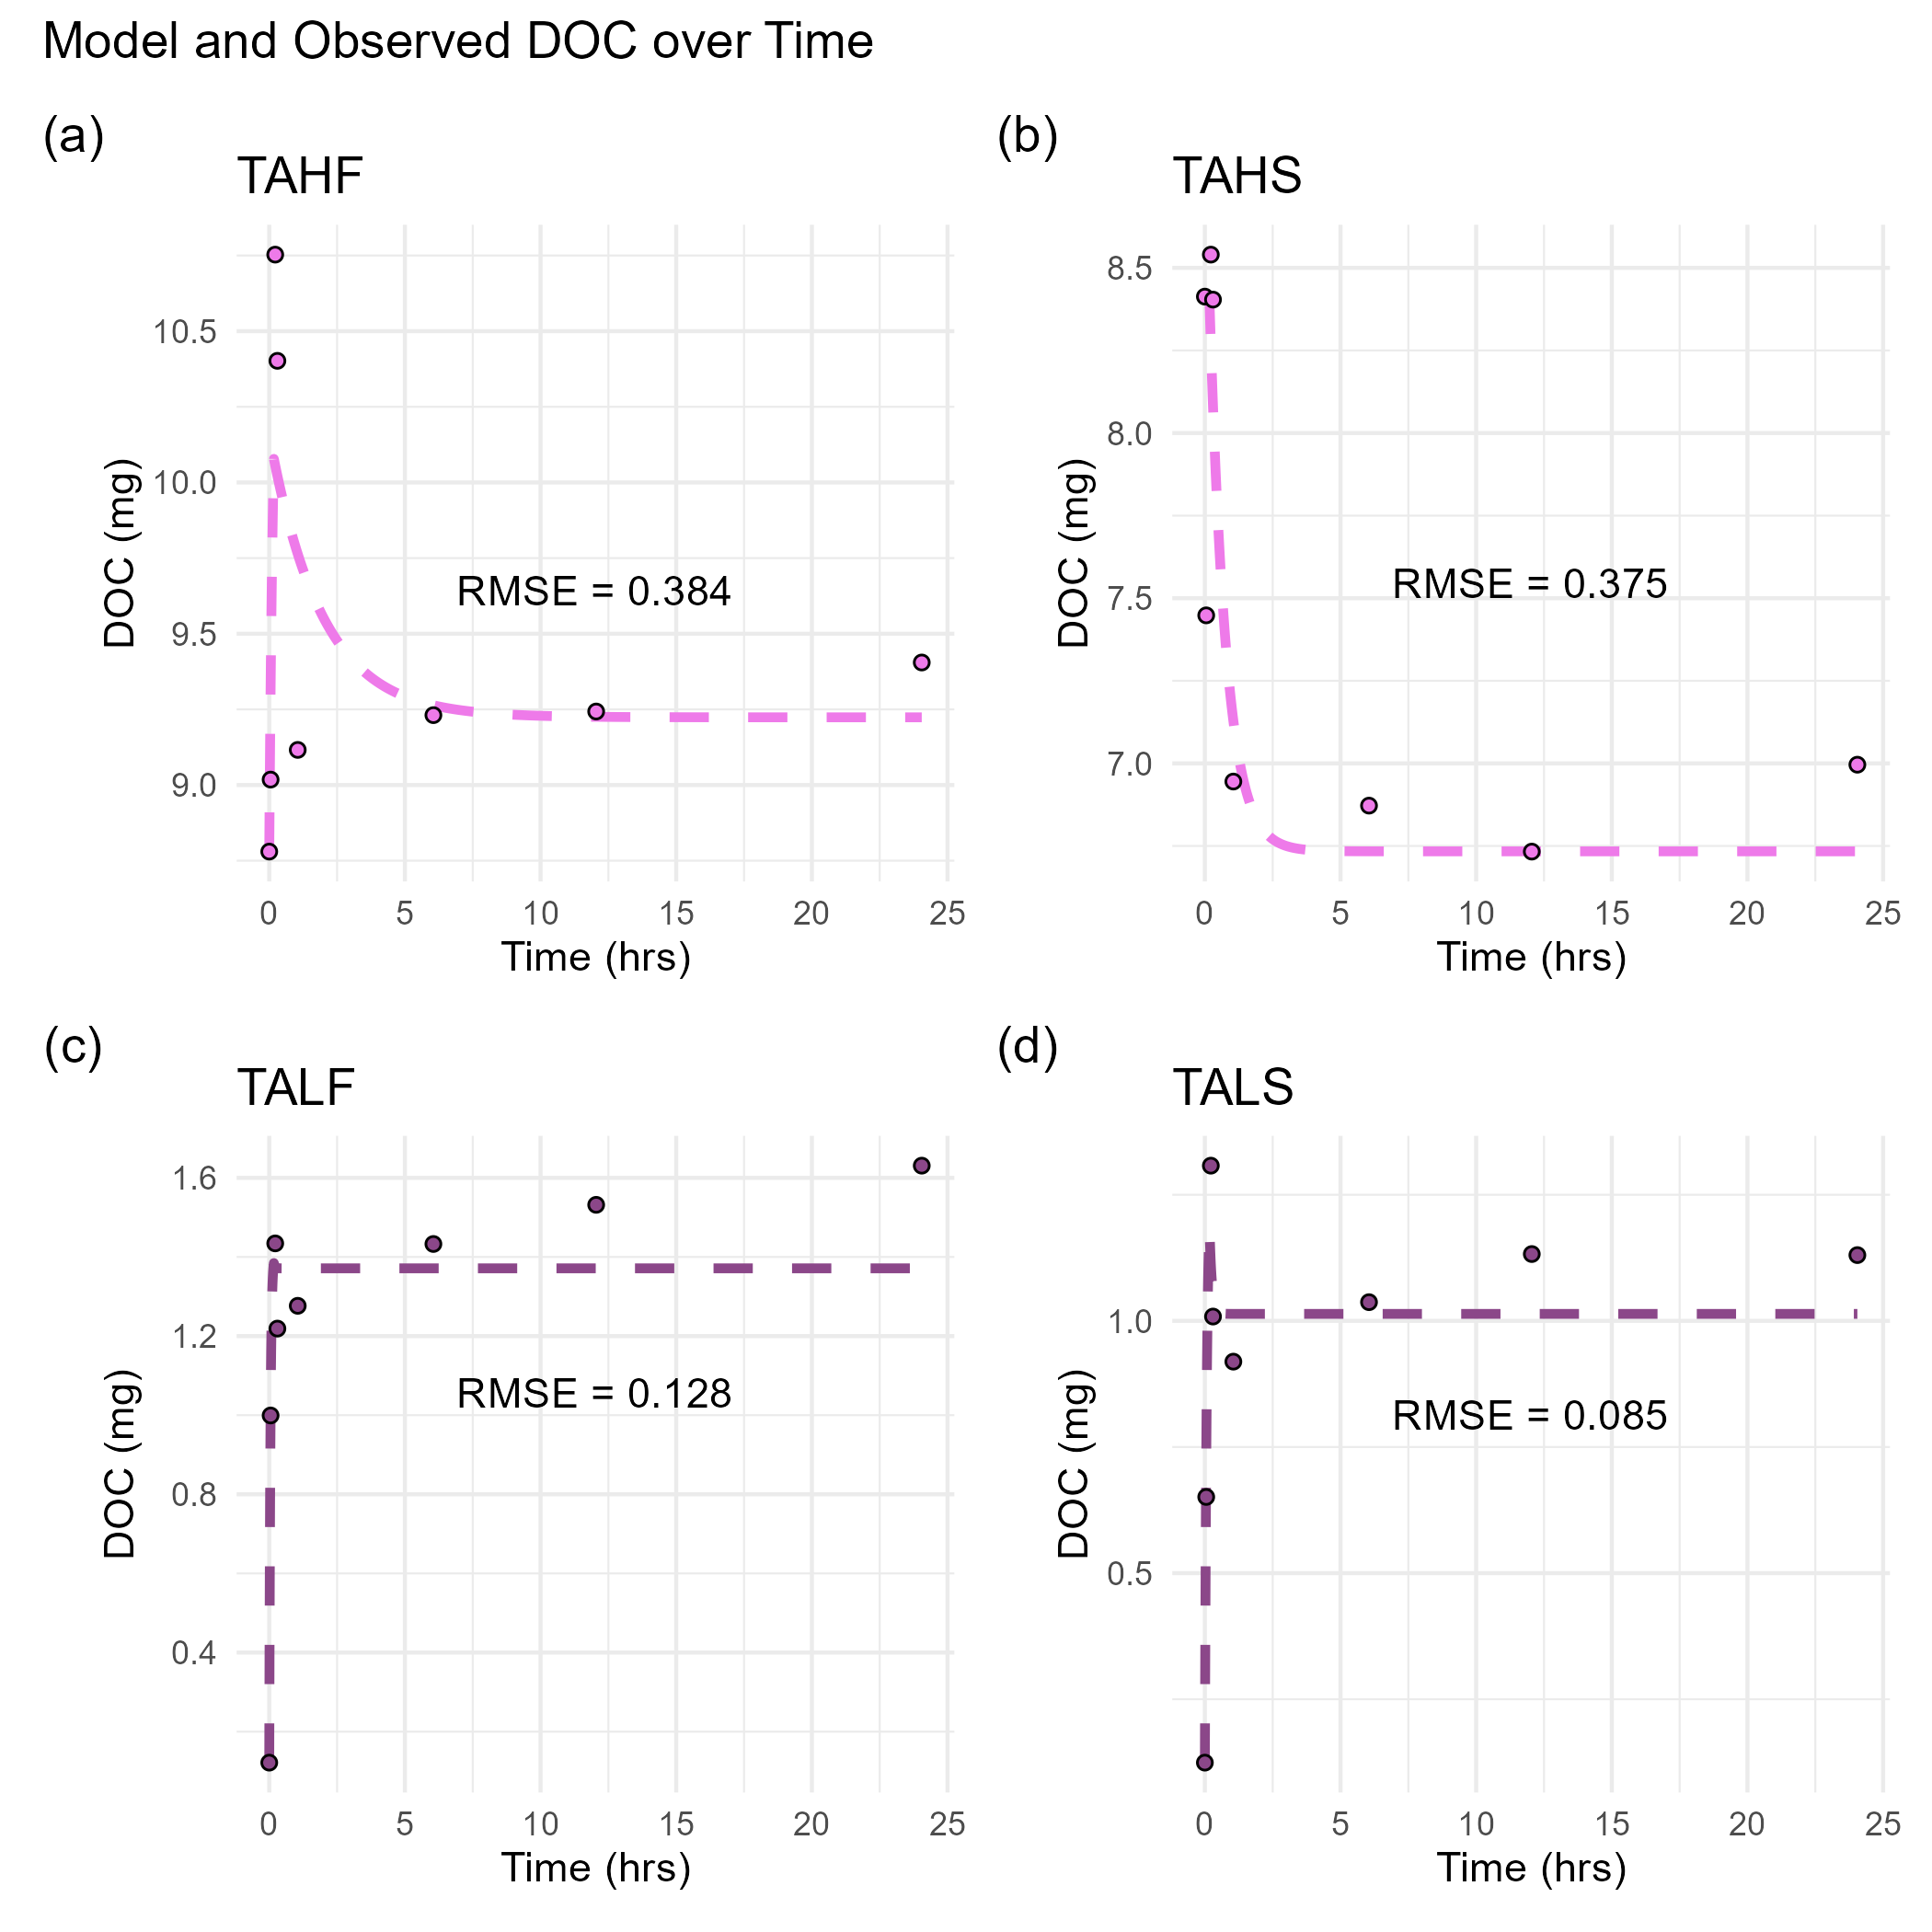 Model and Observed DOC over Time
(a)
TAHF
DOC (mg)
10.5
10.0
9.5
9.0
RMSE = 0.384
0 5 10 15 20 25
Time (hrs)
(b)
TAHS
DOC (mg)
8.5
8.0
7.5
7.0
RMSE = 0.375
0 5 10 15 20 25
Time (hrs)
(c)
TALF
DOC (mg)
1.6
1.2
0.8
0.4
RMSE = 0.128
0 5 10 15 20 25
Time (hrs)
(d)
TALS
DOC (mg)
1.0
0.5
RMSE = 0.085
0 5 10 15 20 25
Time (hrs)